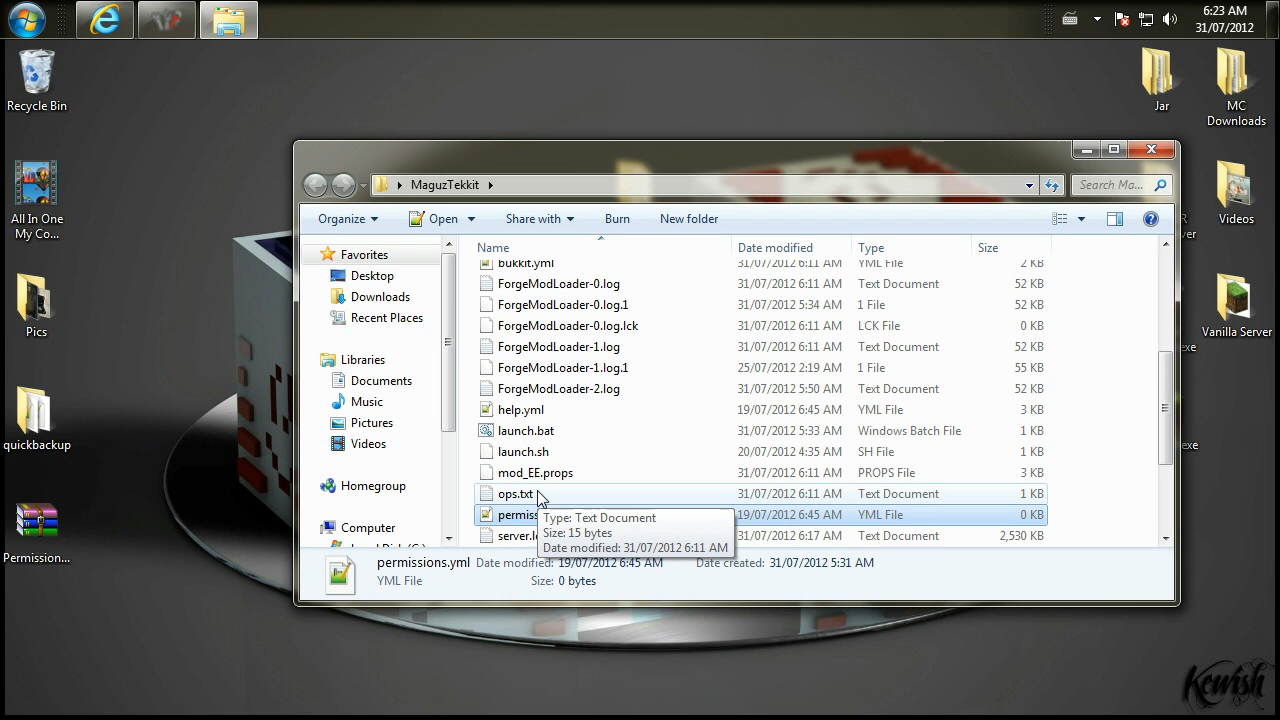 6:23 AM
31/07/2012
Recycle Bin
Jar
MC
Downloads
All In One
My Co...
Videos
Pics
Vanilla Server
quickbackup
Permission...
MaguzTekkit
Search Ma...
Organize
Open
Share with
Burn
New folder
Favorites
Desktop
Downloads
Recent Places
Libraries
Documents
Music
Pictures
Videos
Homegroup
Computer
Name Date modified Type Size
bukkit.yml 31/07/2012 6:11 AM YML File 2 KB
ForgeModLoader-0.log 31/07/2012 6:11 AM Text Document 52 KB
ForgeModLoader-0.log.1 31/07/2012 5:34 AM 1 File 52 KB
ForgeModLoader-0.log.lck 31/07/2012 6:11 AM LCK File 0 KB
ForgeModLoader-1.log 31/07/2012 6:11 AM Text Document 52 KB
ForgeModLoader-1.log.1 25/07/2012 2:19 AM 1 File 55 KB
ForgeModLoader-2.log 31/07/2012 5:50 AM Text Document 52 KB
help.yml 19/07/2012 6:45 AM YML File 3 KB
launch.bat 31/07/2012 5:33 AM Windows Batch File 1 KB
launch.sh 20/07/2012 4:35 AM SH File 1 KB
mod_EE.props 31/07/2012 6:11 AM PROPS File 3 KB
ops.txt 31/07/2012 6:11 AM Text Document 1 KB
permiss 19/07/2012 6:45 AM YML File 0 KB
server.lo 31/07/2012 6:17 AM Text Document 2,530 KB
Type: Text Document
Size: 15 bytes
Date modified: 31/07/2012 6:11 AM
permissions.yml Date modified: 19/07/2012 6:45 AM Date created: 31/07/2012 5:31 AM
YML File Size: 0 bytes
ver
exe
exe
Kewish